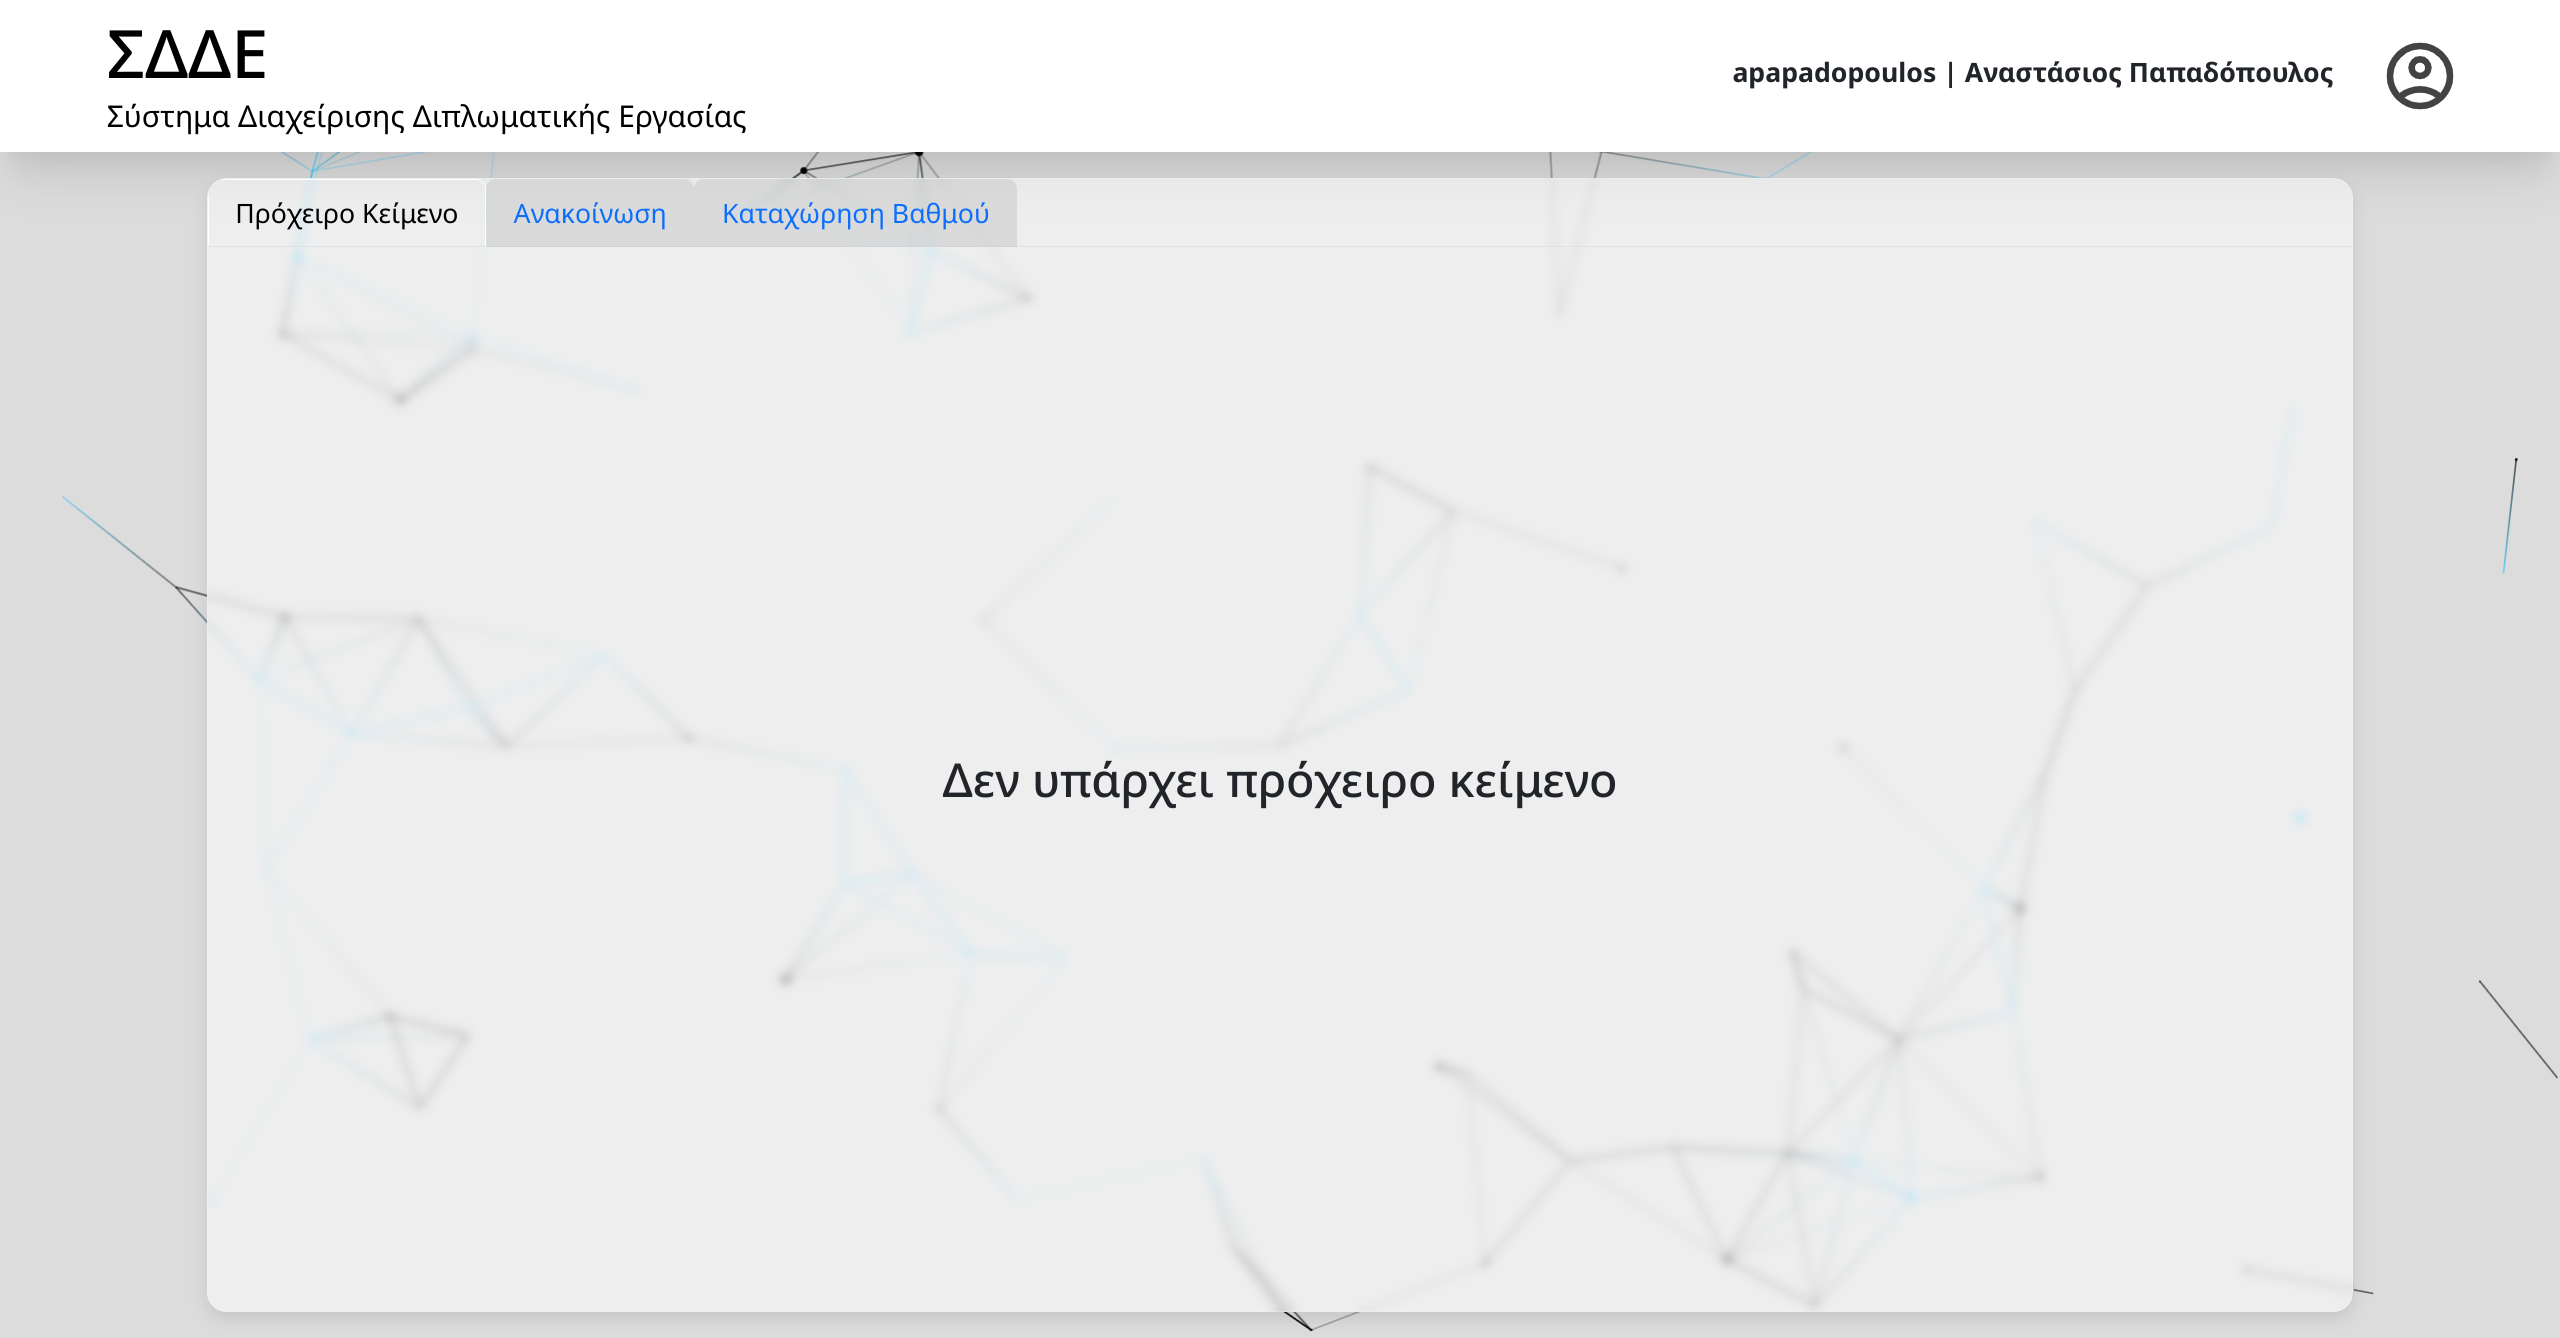 ΣΔΔΕ
Σύστημα Διαχείρισης Διπλωματικής Εργασίας
apapadopoulos | Αναστάσιος Παπαδόπουλος
Πρόχειρο Κείμενο
Ανακοίνωση
Καταχώρηση Βαθμού
Δεν υπάρχει πρόχειρο κείμενο